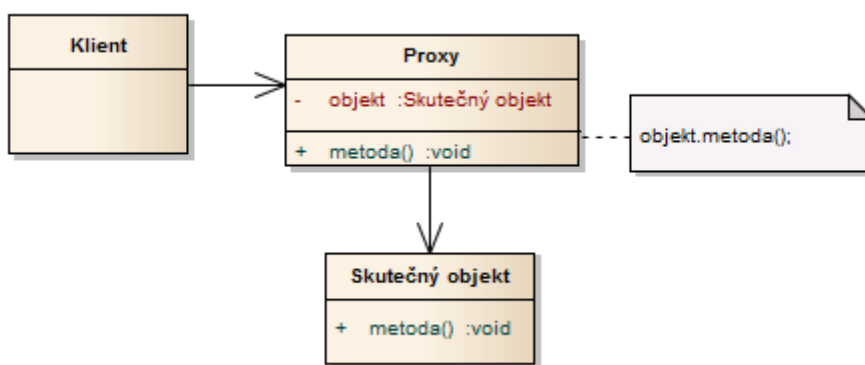 Klient
Proxy
- objekt :Skutečný objekt
+ metoda() :void
objekt.metoda();
Skutečný objekt
+ metoda() :void